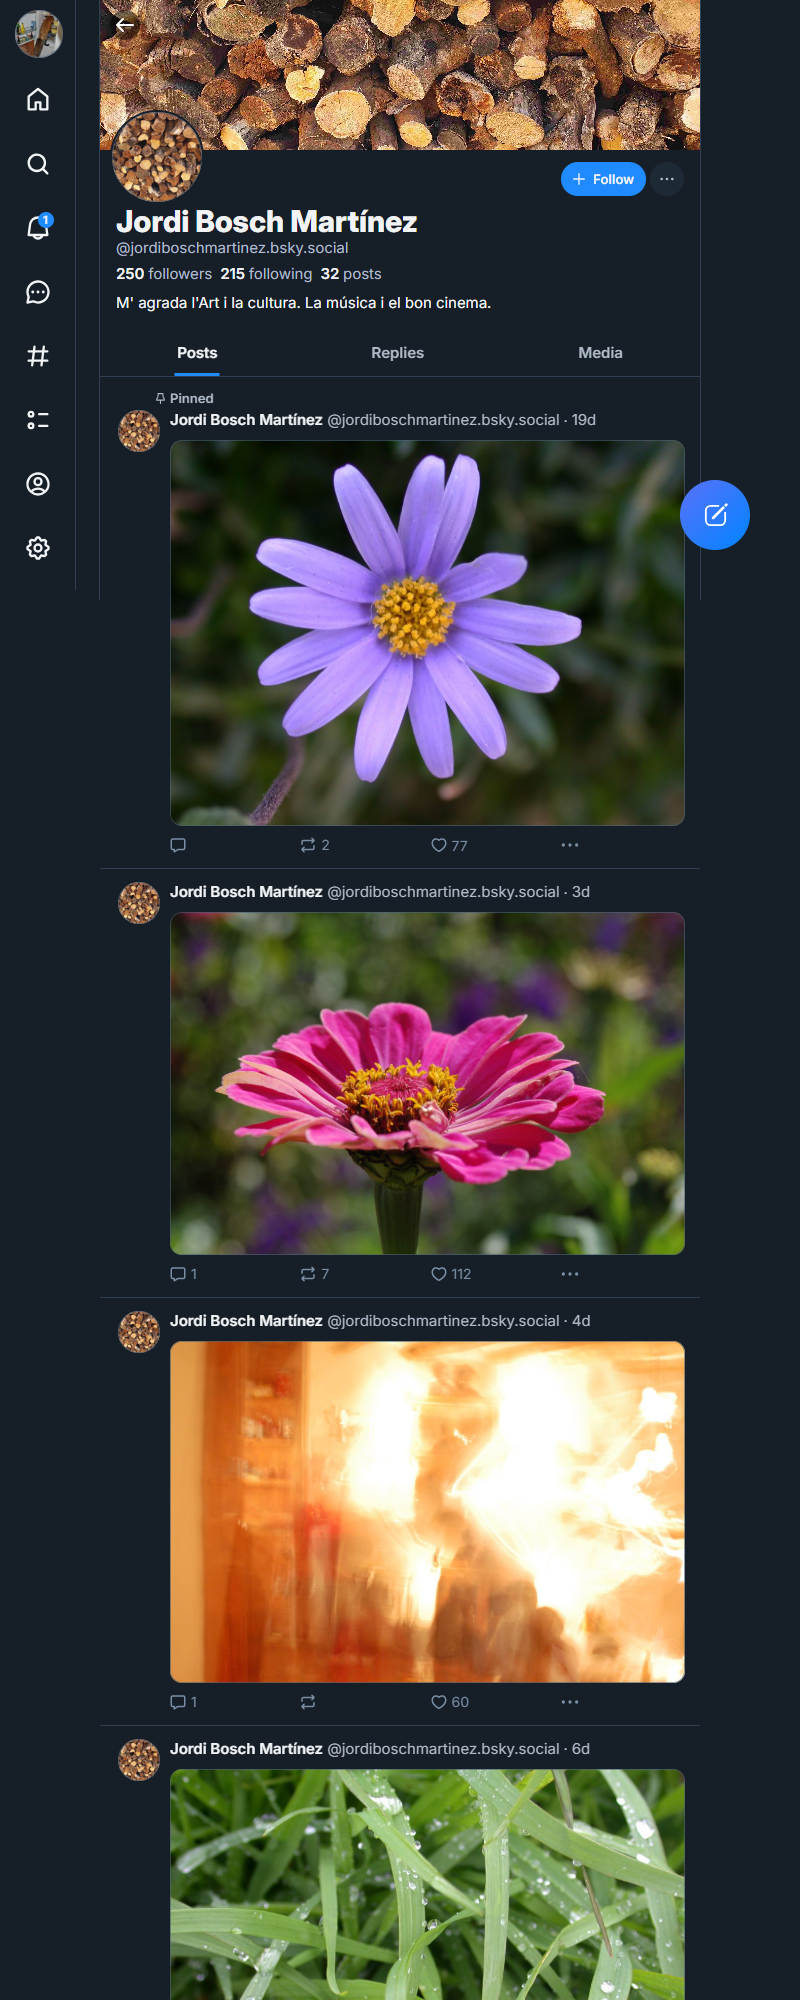 1
+ Follow
Jordi Bosch Martínez
@jordiboschmartinez.bsky.social
250 followers 215 following 32 posts
M' agrada l'Art i la cultura. La música i el bon cinema.
Posts Replies Media
Pinned
Jordi Bosch Martínez @jordiboschmartinez.bsky.social · 19d
2 77
Jordi Bosch Martínez @jordiboschmartinez.bsky.social · 3d
1 7 112
Jordi Bosch Martínez @jordiboschmartinez.bsky.social · 4d
1 60
Jordi Bosch Martínez @jordiboschmartinez.bsky.social · 6d